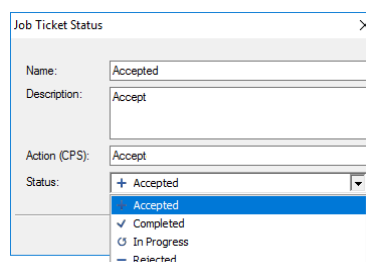 Job Ticket Status
Name:
Accepted
Description:
Accept
Action (CPS):
Accept
Status:
Accepted
Accepted
Completed
In Progress
Rejected